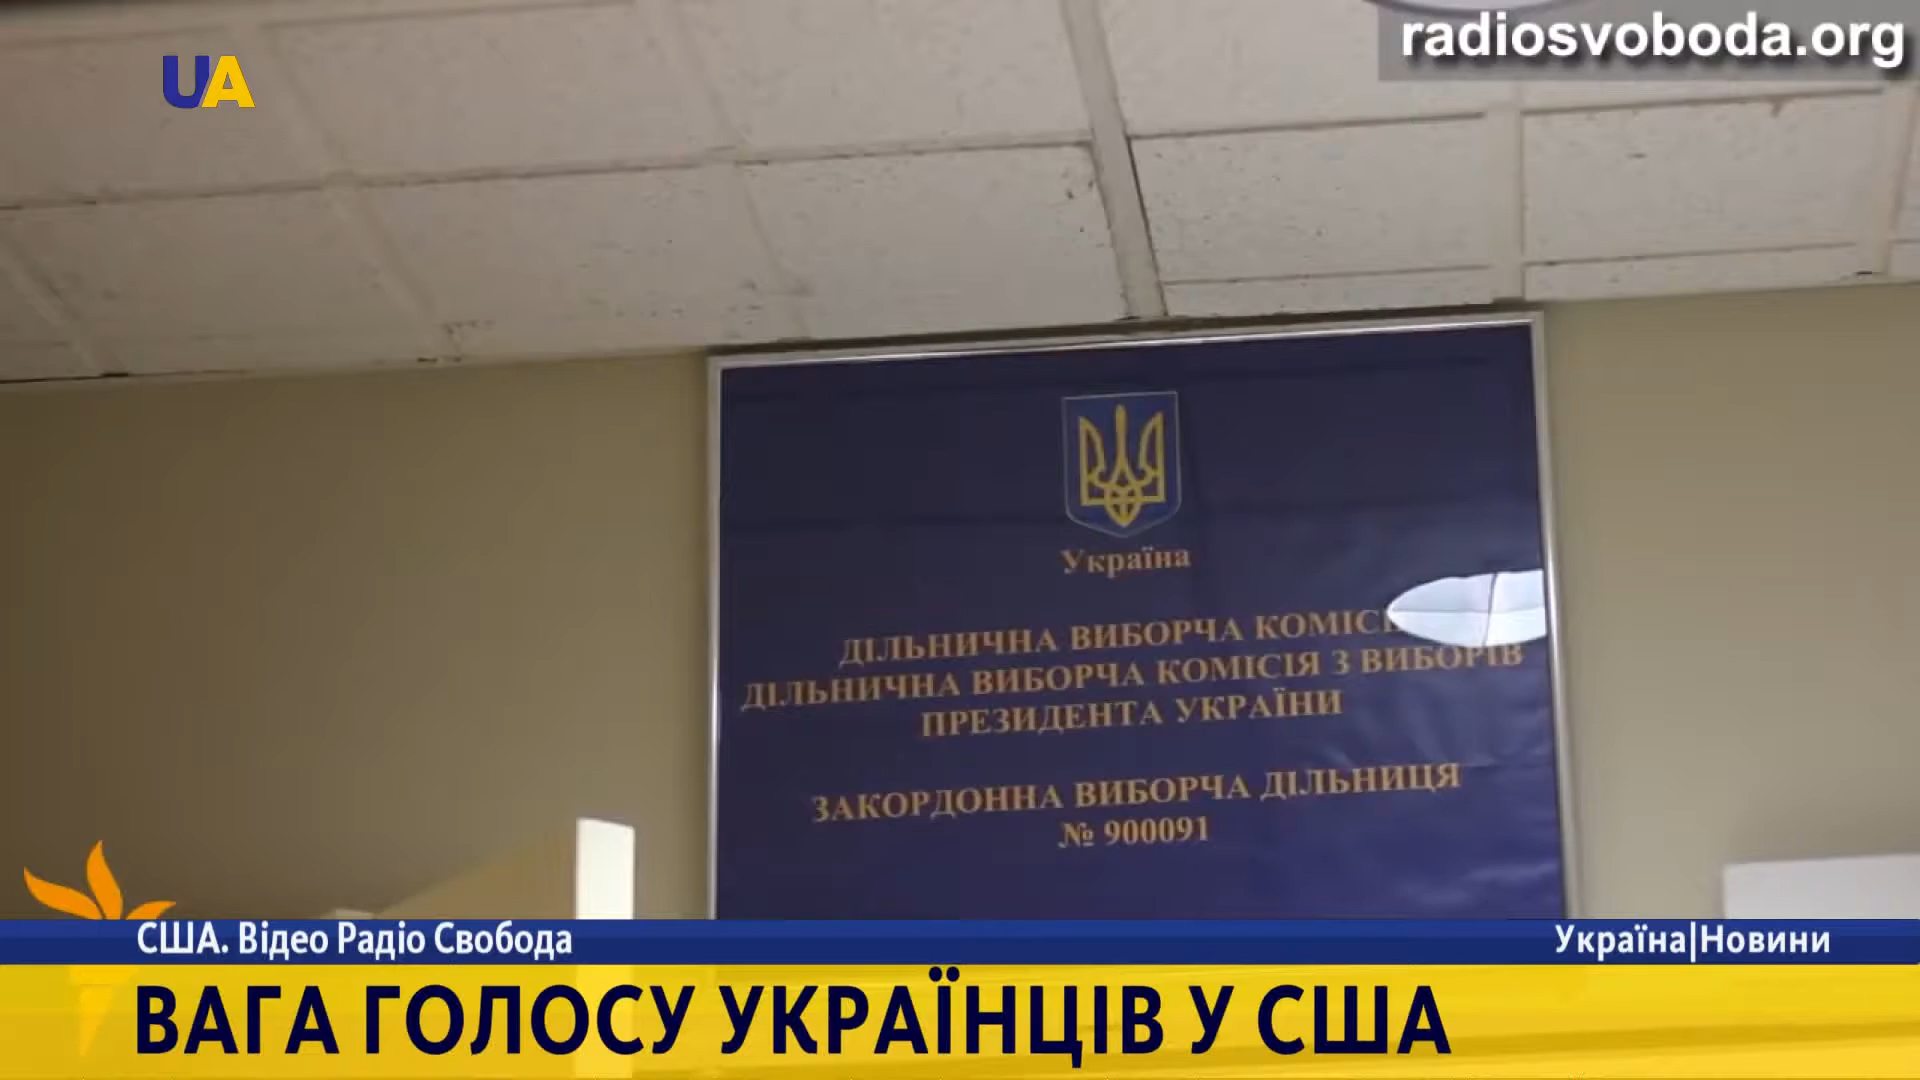 radiosvoboda.org
UA
Україна
ДІЛЬНИЧНА ВИБОРЧА
ДІЛЬНИЧНА ВИБОРЧА КОМІСІЯ З ВИБОРІВ
ПРЕЗИДЕНТА УКРАЇНИ
ЗАКОРДОННА ВИБОРЧА ДІЛЬНИЦЯ
№ 900091
США. Відео Радіо Свобода
Україна|Новини
ВАГА ГОЛОСУ УКРАЇНЦІВ У США